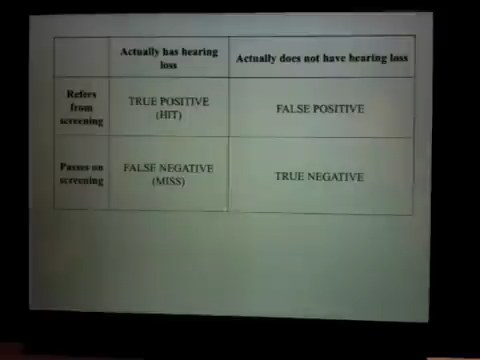 Actually has hearing
loss
Actually does not have hearing loss
Refers
from
screening
TRUE POSITIVE
(HIT)
FALSE POSITIVE
Passes on
screening
FALSE NEGATIVE
(MISS)
TRUE NEGATIVE